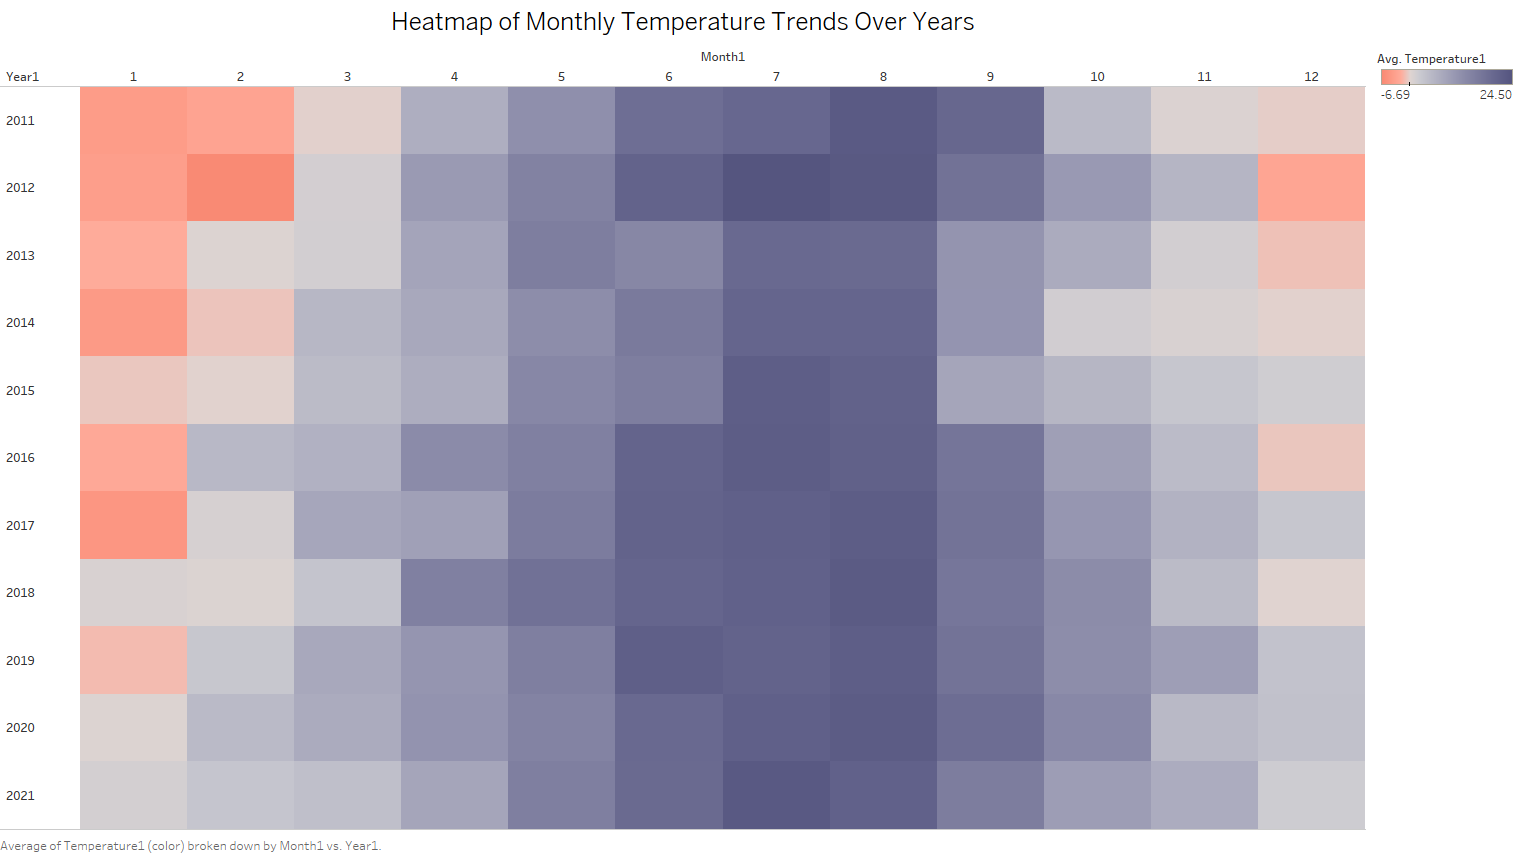 Heatmap of Monthly Temperature Trends Over Years
Month1
Avg. Temperature1
Year1 1 2 3 4 5 6 7 8 9 10 11 12
-6.69 24.50
2011
2012
2013
2014
2015
2016
2017
2018
2019
2020
2021
Average of Temperature1 (color) broken down by Month1 vs. Year1.